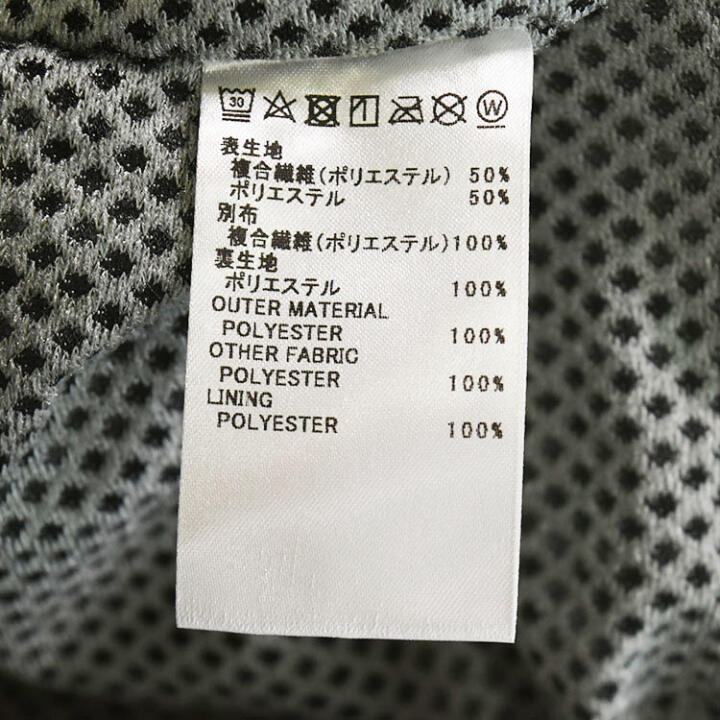 30 W
表生地
複合繊維(ポリエステル) 50%
ポリエステル 50%
別布
複合繊維(ポリエステル)100%
裏生地
ポリエステル 100%
OUTER MATERIAL
POLYESTER 100%
OTHER FABRIC
POLYESTER 100%
LINING
POLYESTER 100%